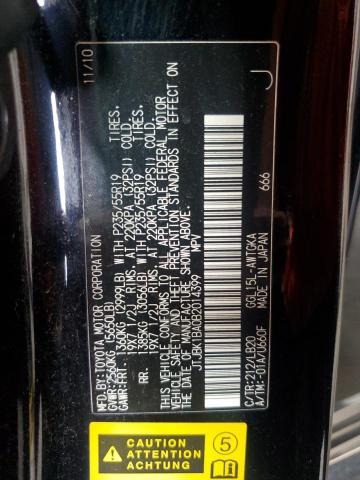 MFD. BY: TOYOTA MOTOR CORPORATION 11/10
GVWR: 2560KG (5650LB)
GAWR: FRT. 1360KG (2999LB) WITH P235/55R19 TIRES,
19X7 1/2J RIMS, AT 220KPA (32PSI) COLD.
RR. 1385KG (3056LB) WITH P235/55R19 TIRES,
19X7 1/2J RIMS, AT 220KPA (32PSI) COLD.
THIS VEHICLE CONFORMS TO ALL APPLICABLE FEDERAL MOTOR
VEHICLE SAFETY AND THEFT PREVENTION STANDARDS IN EFFECT ON
THE DATE OF MANUFACTURE SHOWN ABOVE.
JTJBK1BA0B2014399 MPV
J
C/TR: 212/LB20 GGL15L-AWTGKA
A/TM: -01A/UA60F MADE IN JAPAN 666
CAUTION
ATTENTION
ACHTUNG
5